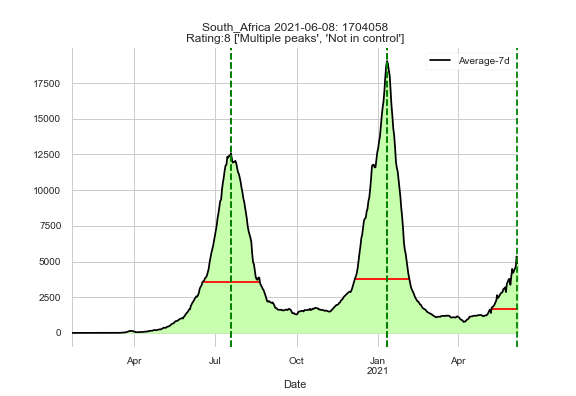 South_Africa 2021-06-08: 1704058
Rating:8 ['Multiple peaks', 'Not in control']
Average-7d
17500
15000
12500
10000
7500
5000
2500
0
Apr
Jul
Oct
Jan
2021
Apr
Date